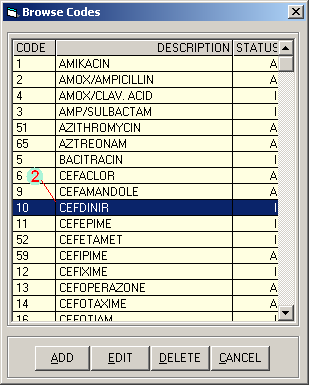 Browse Codes
CODE DESCRIPTION STATUS
1 AMIKACIN A
2 AMOX/AMPICILLIN A
4 AMOX/CLAV. ACID I
3 AMP/SULBACTAM I
51 AZITHROMYCIN A
65 AZTREONAM A
5 BACITRACIN I
6 CEFACLOR A
2
9 CEFAMANDOLE A
10 CEFDINIR I
11 CEFEPIME I
52 CEFETAMET I
59 CEFIPIME A
12 CEFIXIME I
13 CEFOPERAZONE A
14 CEFOTAXIME A
16 CEFOTIAM I
ADD EDIT DELETE CANCEL